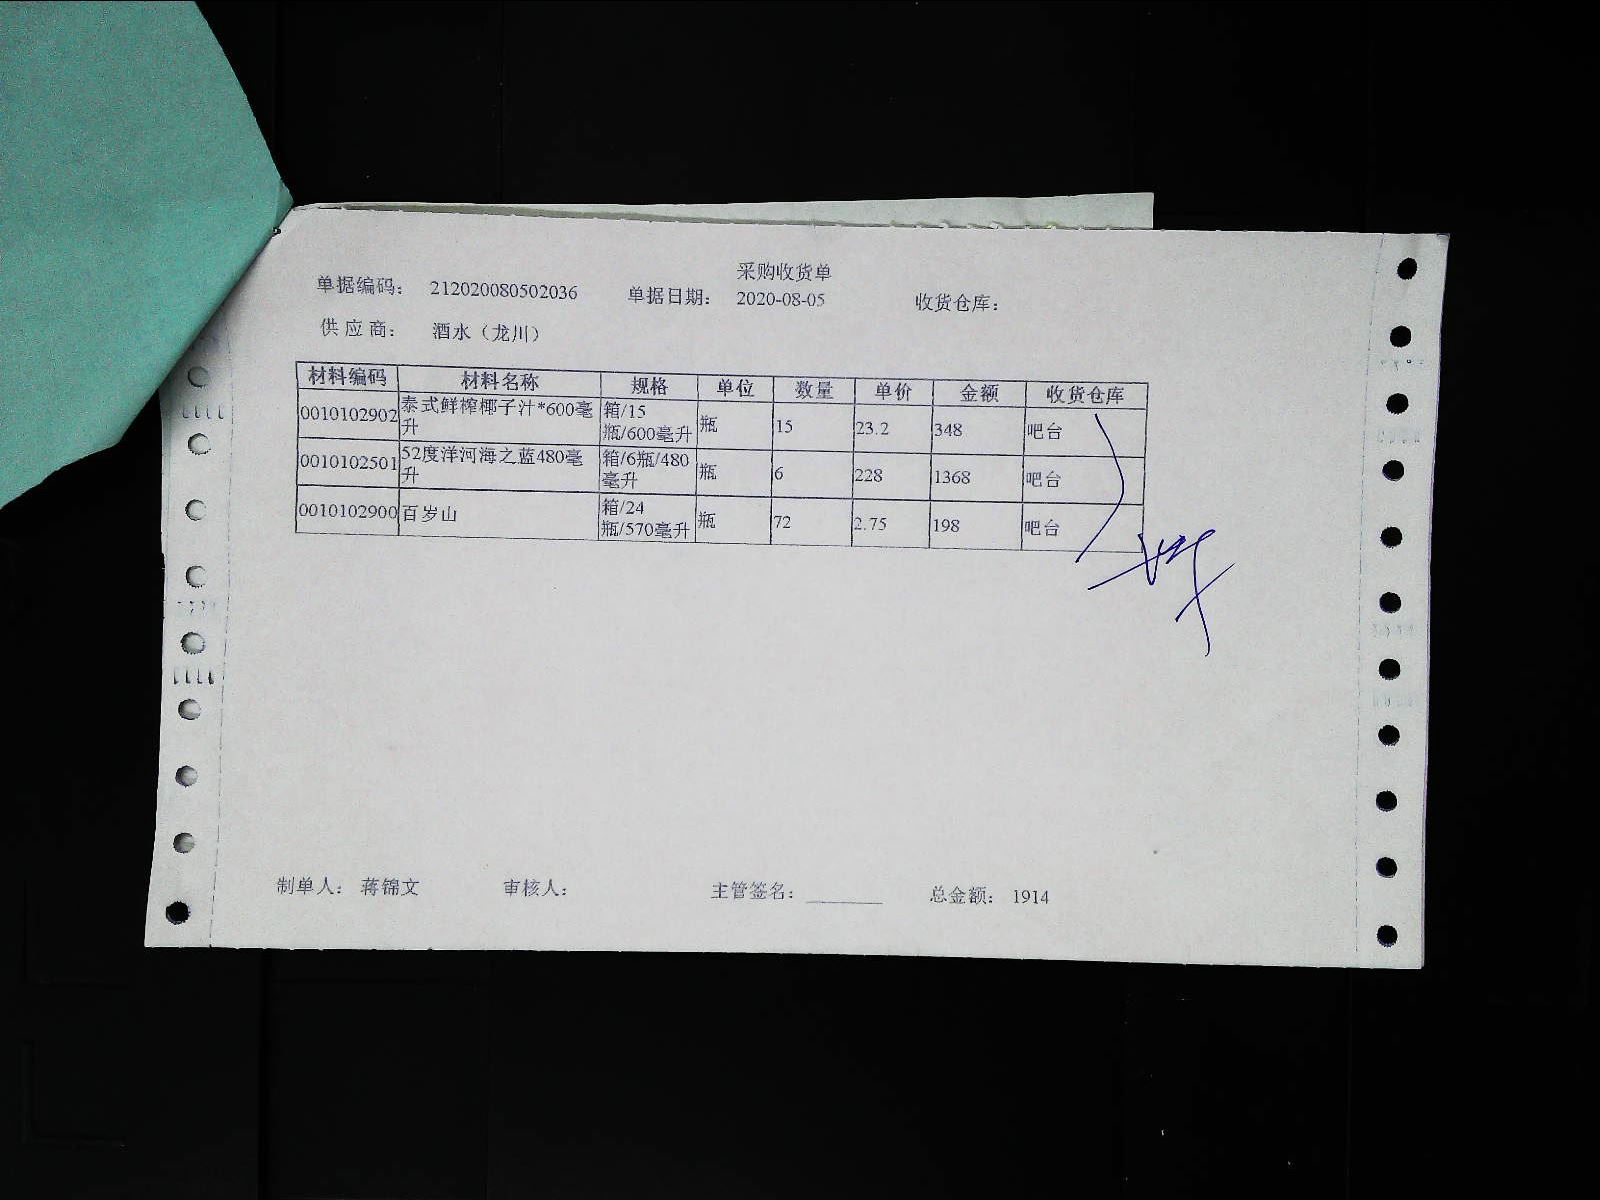 采购收货单
单据编码： 212020080502036 单据日期： 2020-08-05 收货仓库：
供应商： 酒水（龙川）
材料编码 材料名称 规格 单位 数量 单价 金额 收货仓库
0010102902 泰式鲜榨椰子汁*600毫升 箱/15瓶/600毫升 瓶 15 23.2 348 吧台
0010102501 52度洋河海之蓝480毫升 箱/6瓶/480毫升 瓶 6 228 1368 吧台
0010102900 百岁山 箱/24瓶/570毫升 瓶 72 2.75 198 吧台
制单人： 蒋锦文 审核人： 主管签名： 总金额： 1914